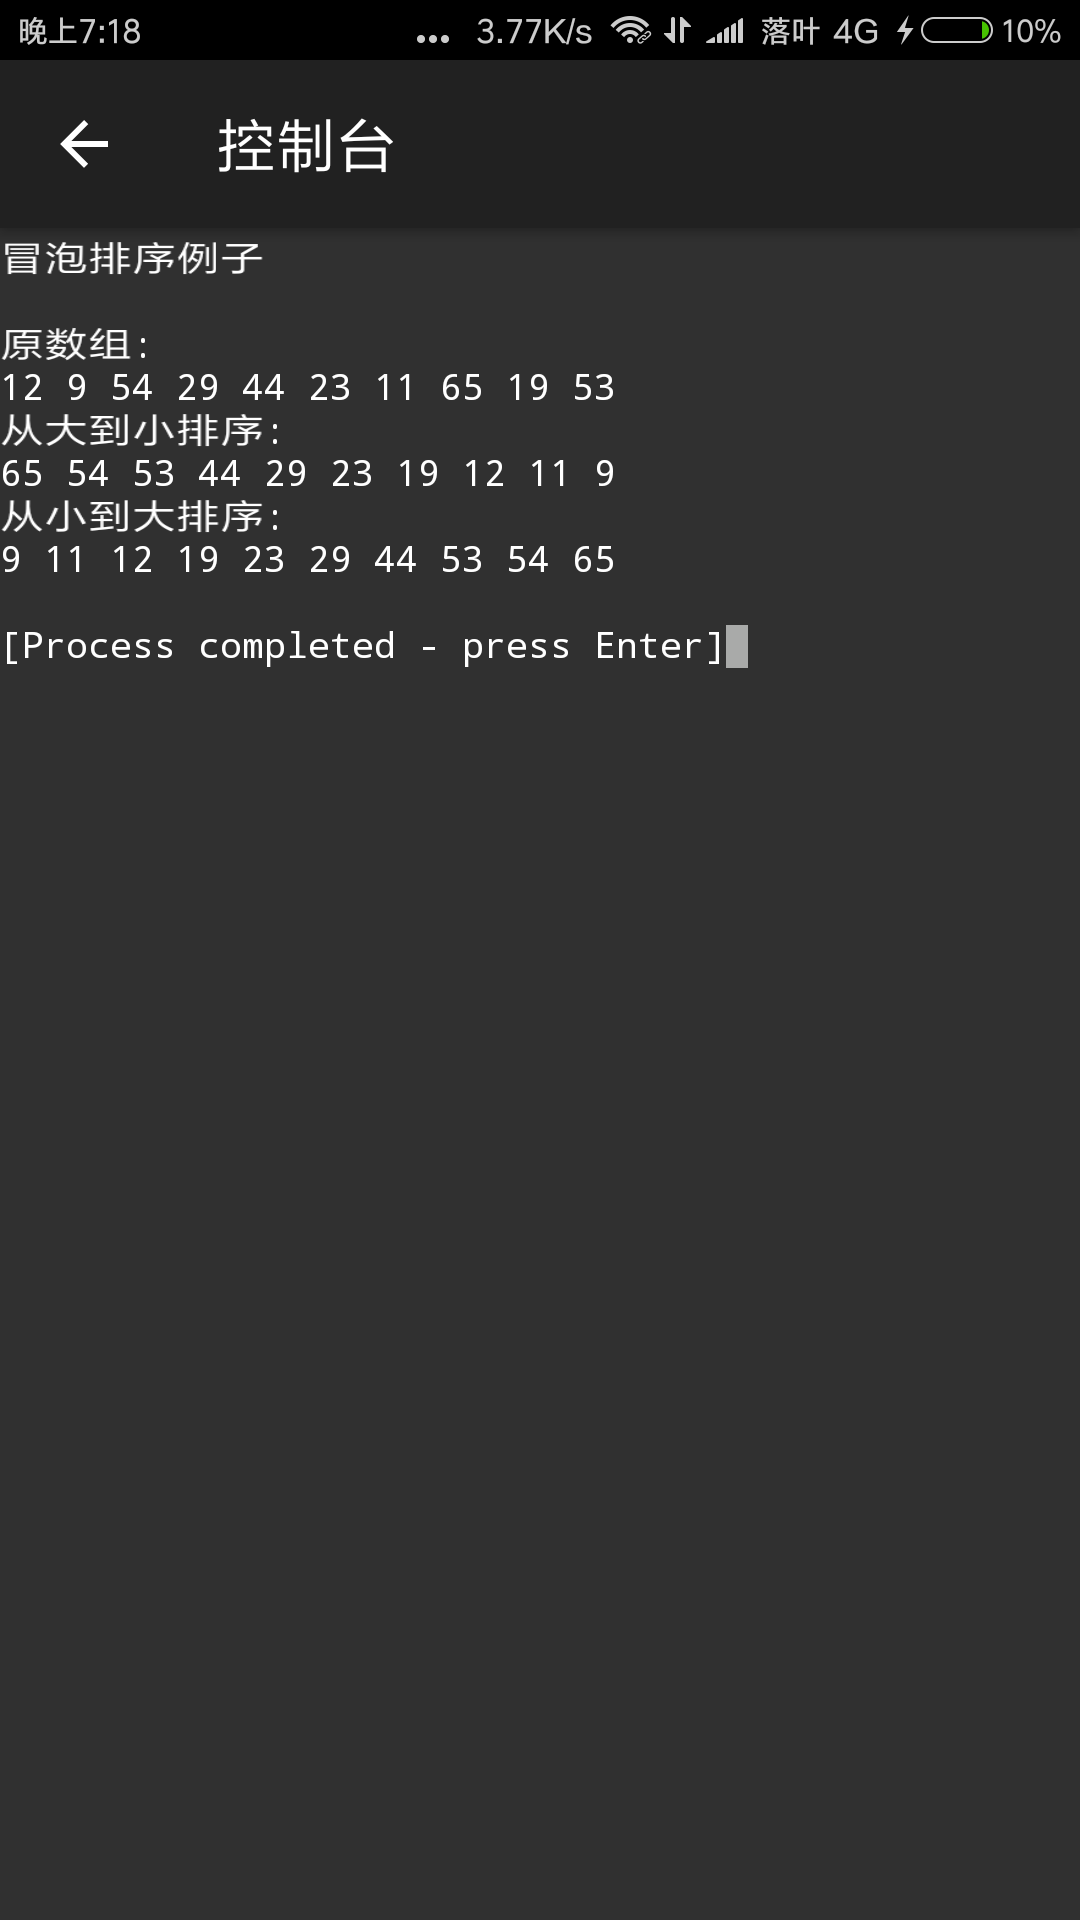 晚上7:18 ... 3.77K/s 落叶 4G 10%
控制台
冒泡排序例子
原数组:
12 9 54 29 44 23 11 65 19 53
从大到小排序:
65 54 53 44 29 23 19 12 11 9
从小到大排序:
9 11 12 19 23 29 44 53 54 65
[Process completed - press Enter]